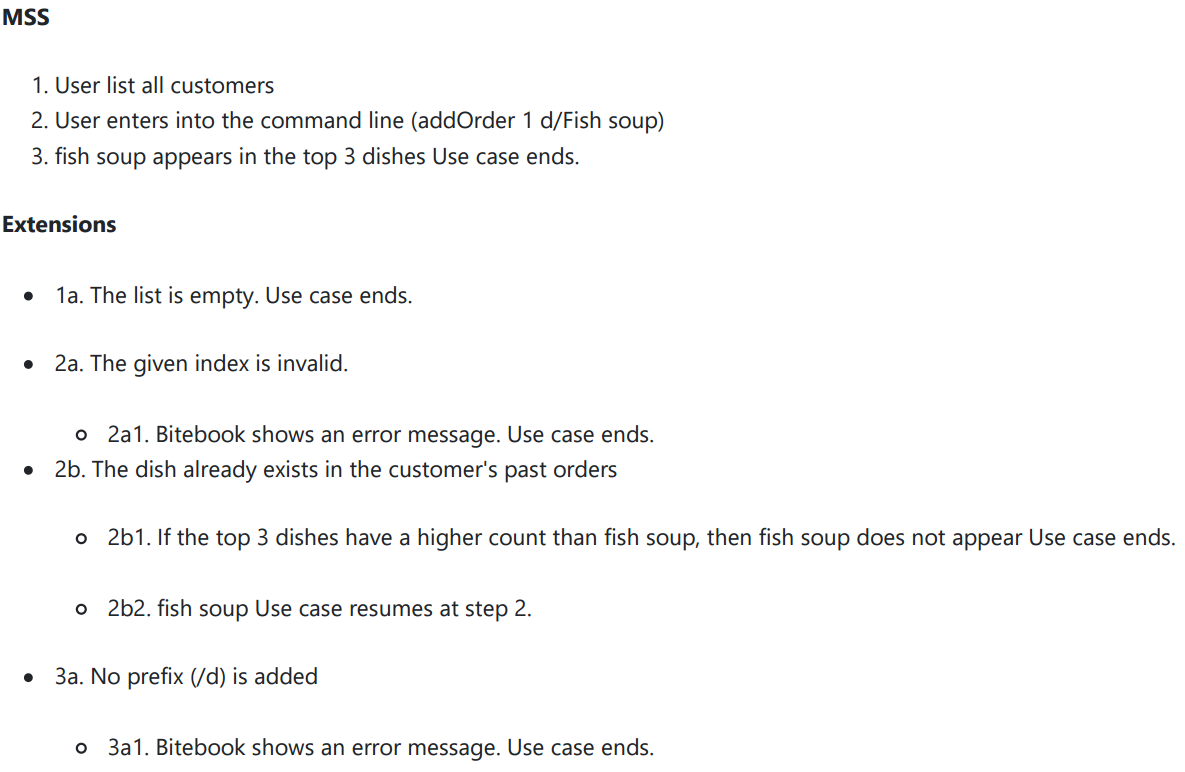 MSS
1. User list all customers
2. User enters into the command line (addOrder 1 d/Fish soup)
3. fish soup appears in the top 3 dishes Use case ends.
Extensions
• 1a. The list is empty. Use case ends.
• 2a. The given index is invalid.
○ 2a1. Bitebook shows an error message. Use case ends.
• 2b. The dish already exists in the customer's past orders
○ 2b1. If the top 3 dishes have a higher count than fish soup, then fish soup does not appear Use case ends.
○ 2b2. fish soup Use case resumes at step 2.
• 3a. No prefix (/d) is added
○ 3a1. Bitebook shows an error message. Use case ends.